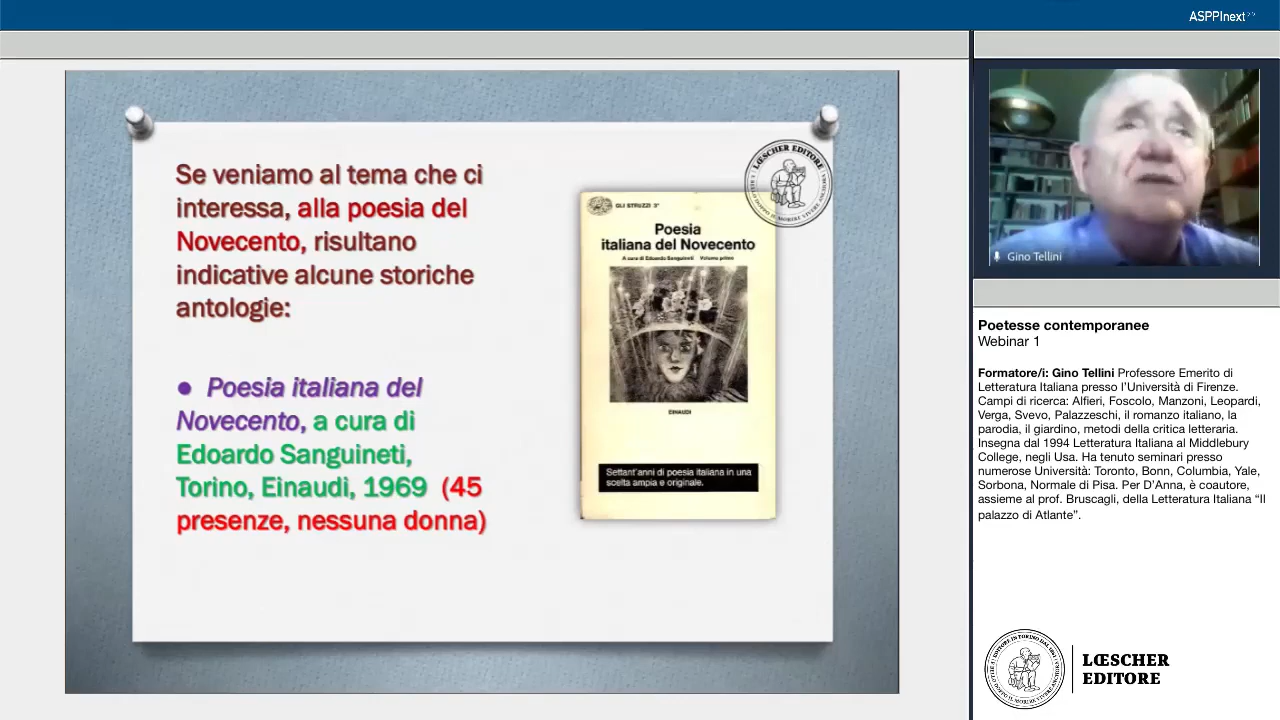 ASPPInext
Se veniamo al tema che ci
interessa, alla poesia del
Novecento, risultano
indicative alcune storiche
antologie:
● Poesia italiana del
Novecento, a cura di
Edoardo Sanguineti,
Torino, Einaudi, 1969 (45
presenze, nessuna donna)
LŒSCHER EDITORE
GLI STRUZZI 3*
Poesia
italiana del Novecento
A cura di Edoardo Sanguineti Volume primo
EINAUDI
Settant'anni di poesia italiana in una
scelta ampia e originale.
Gino Tellini
Poetesse contemporanee
Webinar 1
Formatore/i: Gino Tellini Professore Emerito di
Letteratura Italiana presso l'Università di Firenze.
Campi di ricerca: Alfieri, Foscolo, Manzoni, Leopardi,
Verga, Svevo, Palazzeschi, il romanzo italiano, la
parodia, il giardino, metodi della critica letteraria.
Insegna dal 1994 Letteratura Italiana al Middlebury
College, negli Usa. Ha tenuto seminari presso
numerose Università: Toronto, Bonn, Columbia, Yale,
Sorbona, Normale di Pisa. Per D'Anna, è coautore,
assieme al prof. Bruscagli, della Letteratura Italiana “Il
palazzo di Atlante”.
LŒSCHER
EDITORE